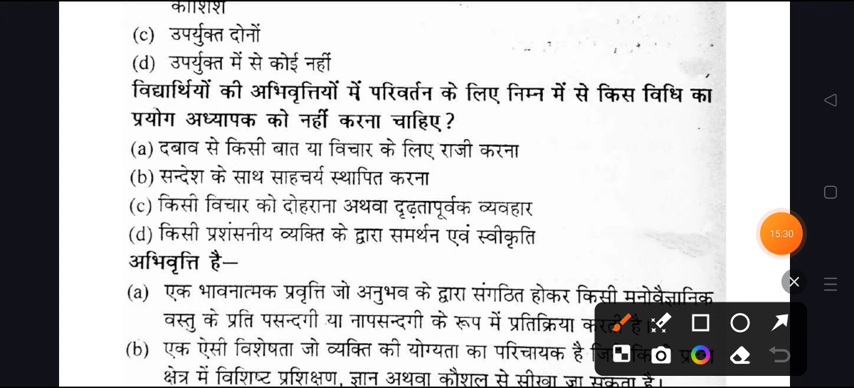 कोशिश
(c) उपर्युक्त दोनों
(d) उपर्युक्त में से कोई नहीं
विद्यार्थियों की अभिवृत्तियों में परिवर्तन के लिए निम्न में से किस विधि का
प्रयोग अध्यापक को नहीं करना चाहिए?
(a) दबाव से किसी बात या विचार के लिए राजी करना
(b) सन्देश के साथ साहचर्य स्थापित करना
(c) किसी विचार को दोहराना अथवा दृढ़तापूर्वक व्यवहार
(d) किसी प्रशंसनीय व्यक्ति के द्वारा समर्थन एवं स्वीकृति
अभिवृत्ति है—
(a) एक भावनात्मक प्रवृत्ति जो अनुभव के द्वारा संगठित होकर किसी मनोवैज्ञानिक
वस्तु के प्रति पसन्दगी या नापसन्दगी के रूप में प्रतिक्रिया
(b) एक ऐसी विशेषता जो व्यक्ति की योग्यता का परिचायक है
क्षेत्र में विशिष्ट प्रशिक्षण, ज्ञान अथवा कौशल से सीखा जा सकता है।
15:30